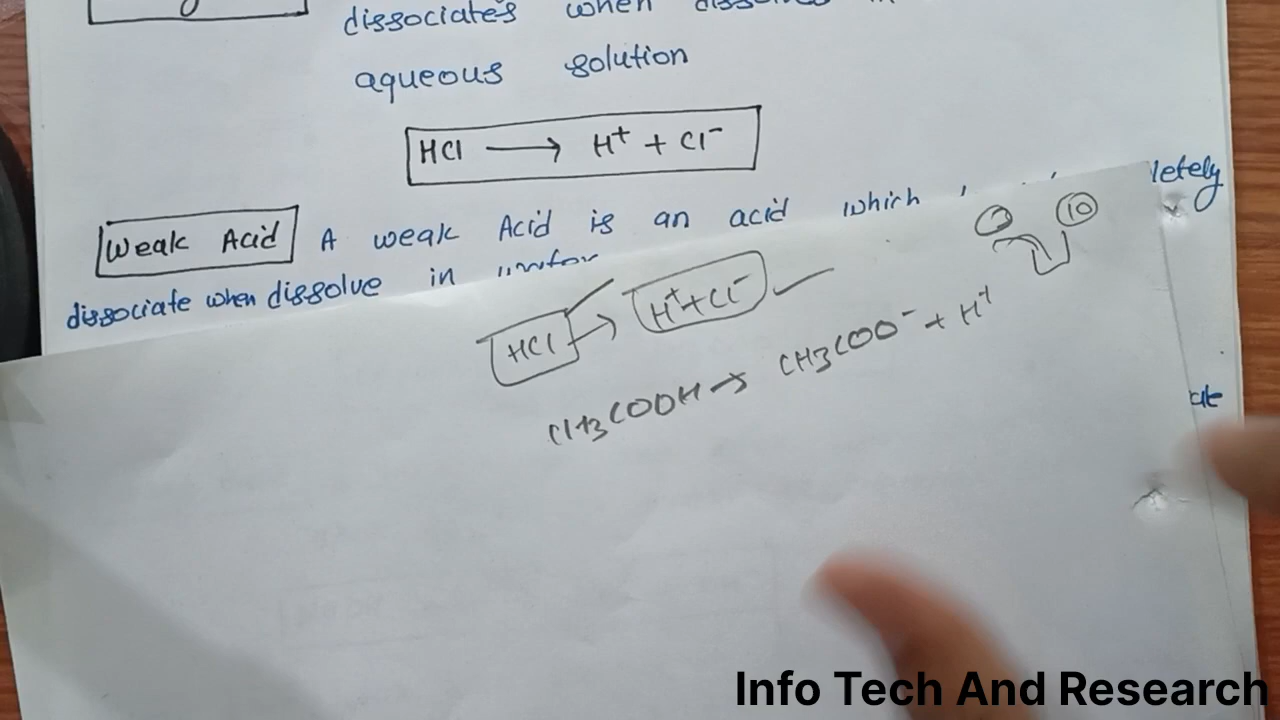 dissociates when
aqueous solution
HCl ⟶ H⁺ + Cl⁻
Weak Acid A weak Acid is an acid which letely
dissociate when dissolve in
10
HCl → H⁺+Cl⁻
CH3COOH → CH3COO⁻ + H⁺
Info Tech And Research